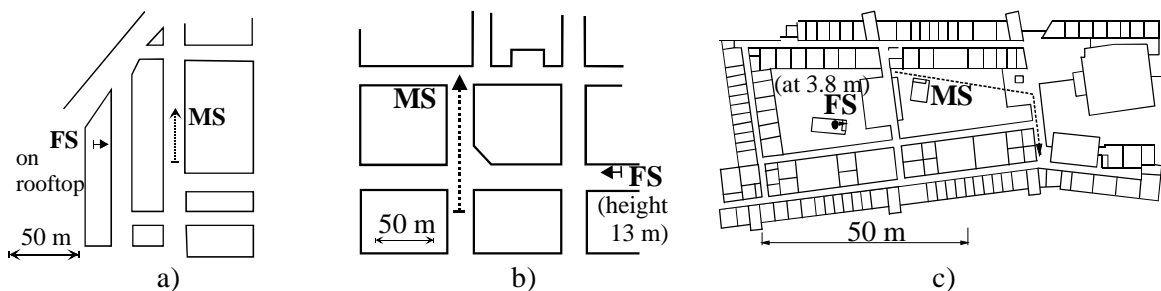 FS
MS
on
rooftop
50 m
a)
MS
FS
(height
13 m)
50 m
b)
(at 3.8 m)
FS
MS
50 m
c)